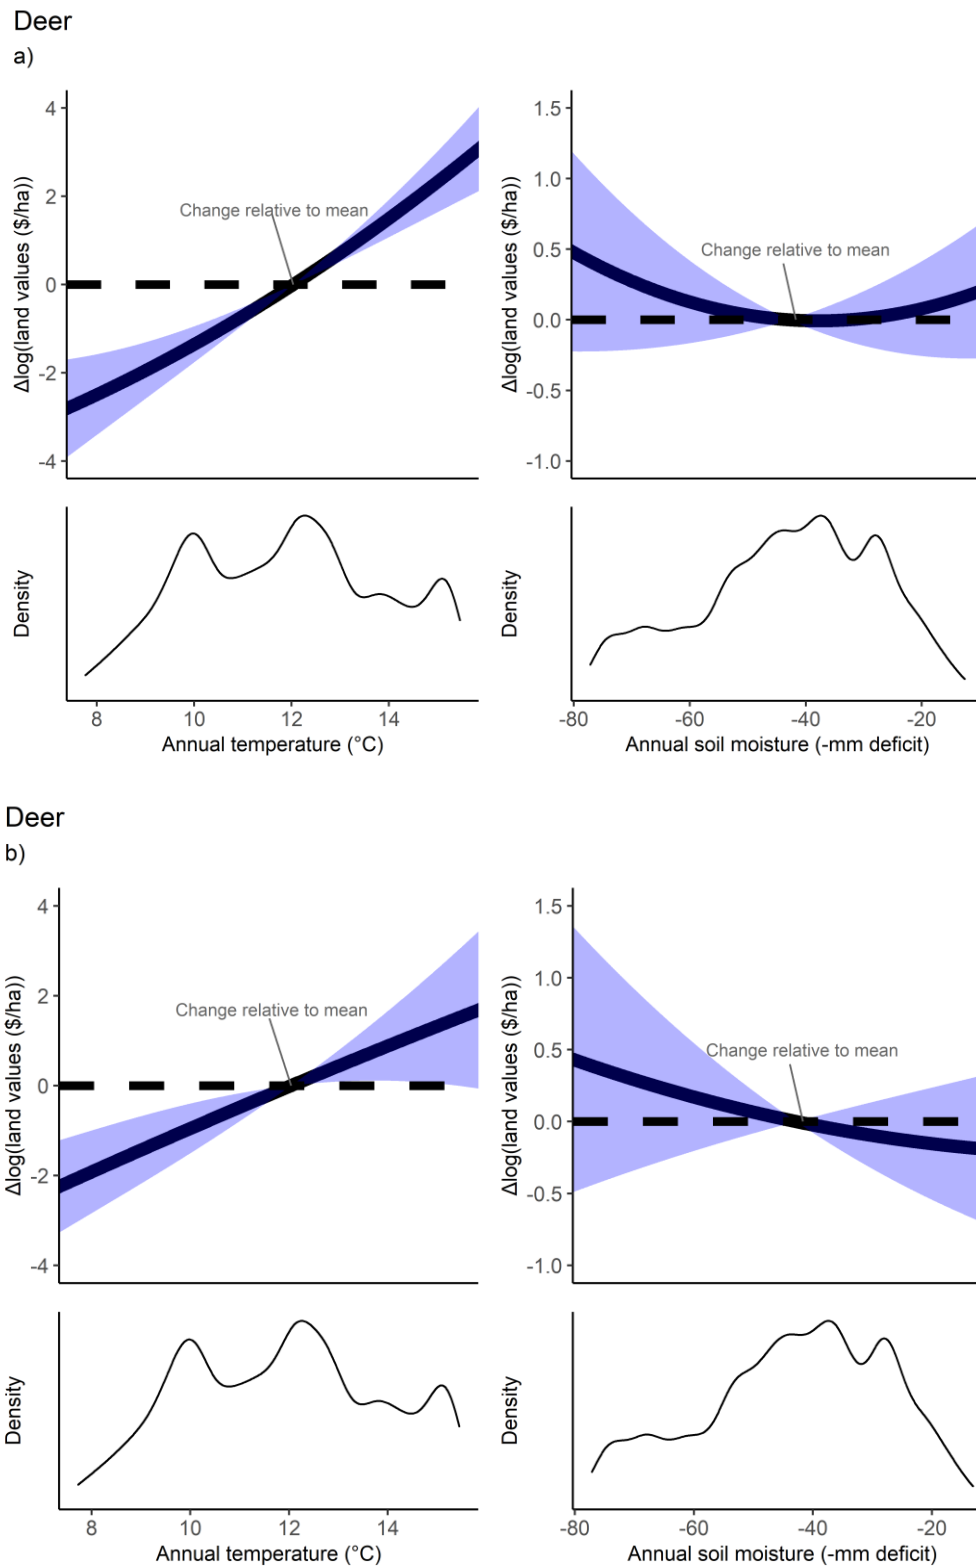 Deer
a)
4
2
0
-2
-4
Δlog(land values ($/ha))
Change relative to mean
1.5
1.0
0.5
0.0
-0.5
-1.0
Δlog(land values ($/ha))
Change relative to mean
Density
8 10 12 14
Annual temperature (°C)
Density
-80 -60 -40 -20
Annual soil moisture (-mm deficit)
Deer
b)
4
2
0
-2
-4
Δlog(land values ($/ha))
Change relative to mean
1.5
1.0
0.5
0.0
-0.5
-1.0
Δlog(land values ($/ha))
Change relative to mean
Density
8 10 12 14
Annual temperature (°C)
Density
-80 -60 -40 -20
Annual soil moisture (-mm deficit)